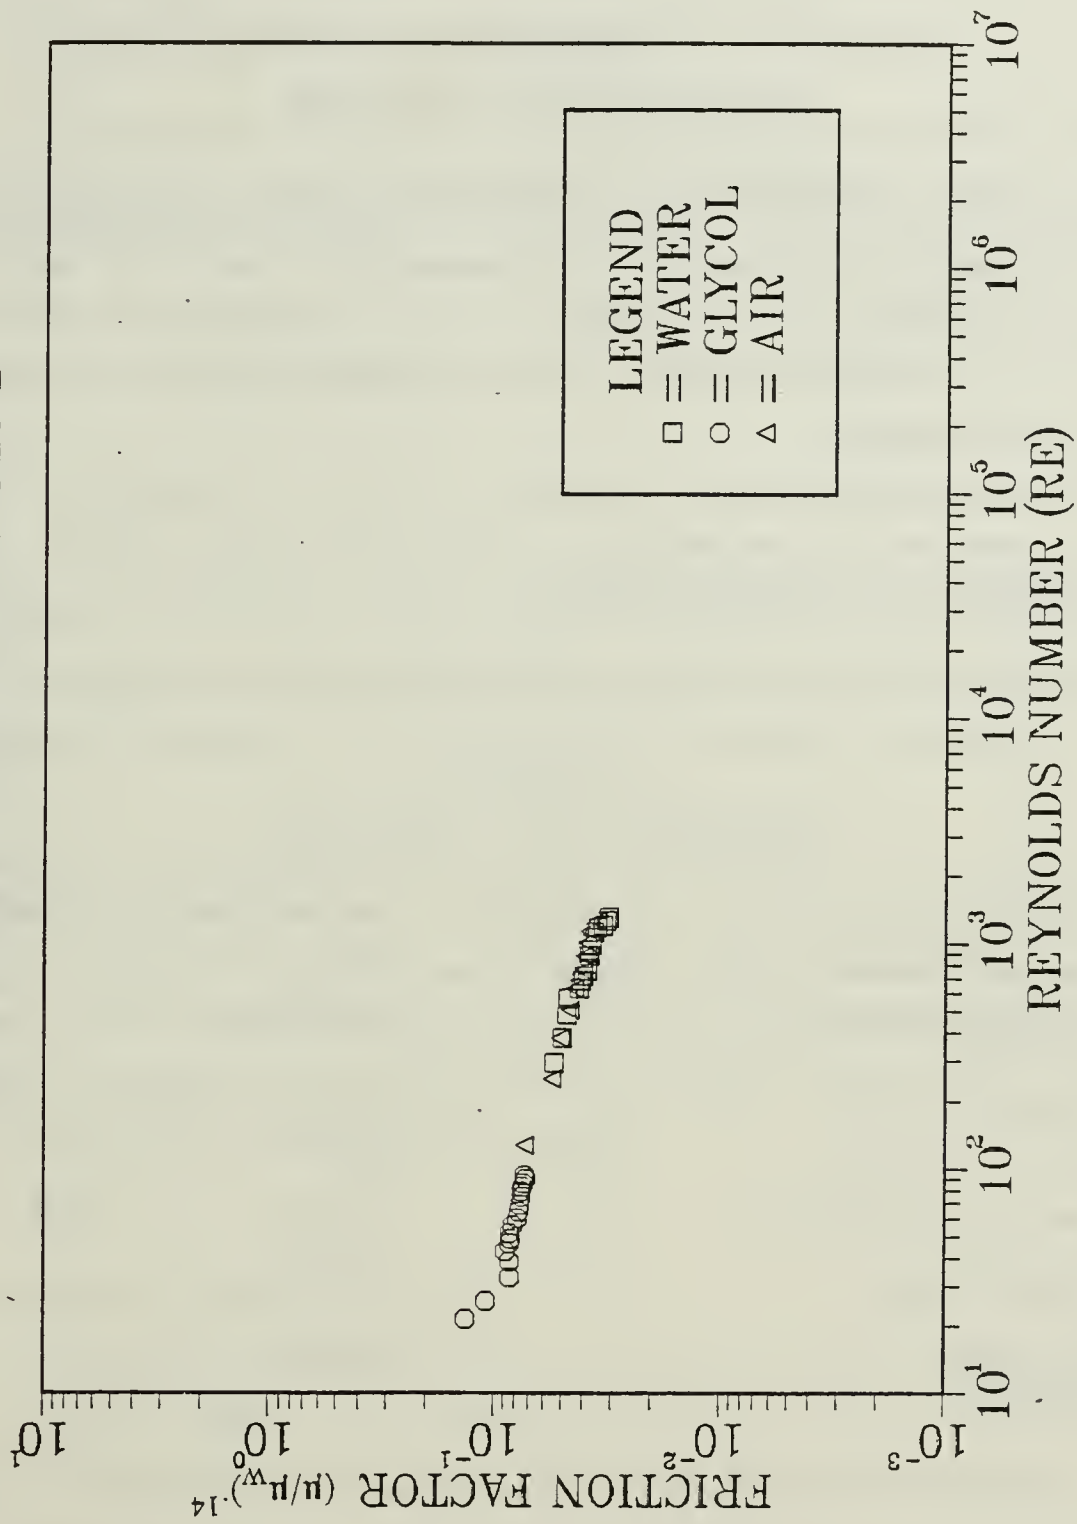 FRICTION FACTOR (μ/μ_W)^.14
10^1
10^0
10^-1
10^-2
10^-3
LEGEND
□ = WATER
○ = GLYCOL
△ = AIR
10^1 10^2 10^3 10^4 10^5 10^6 10^7
REYNOLDS NUMBER (RE)